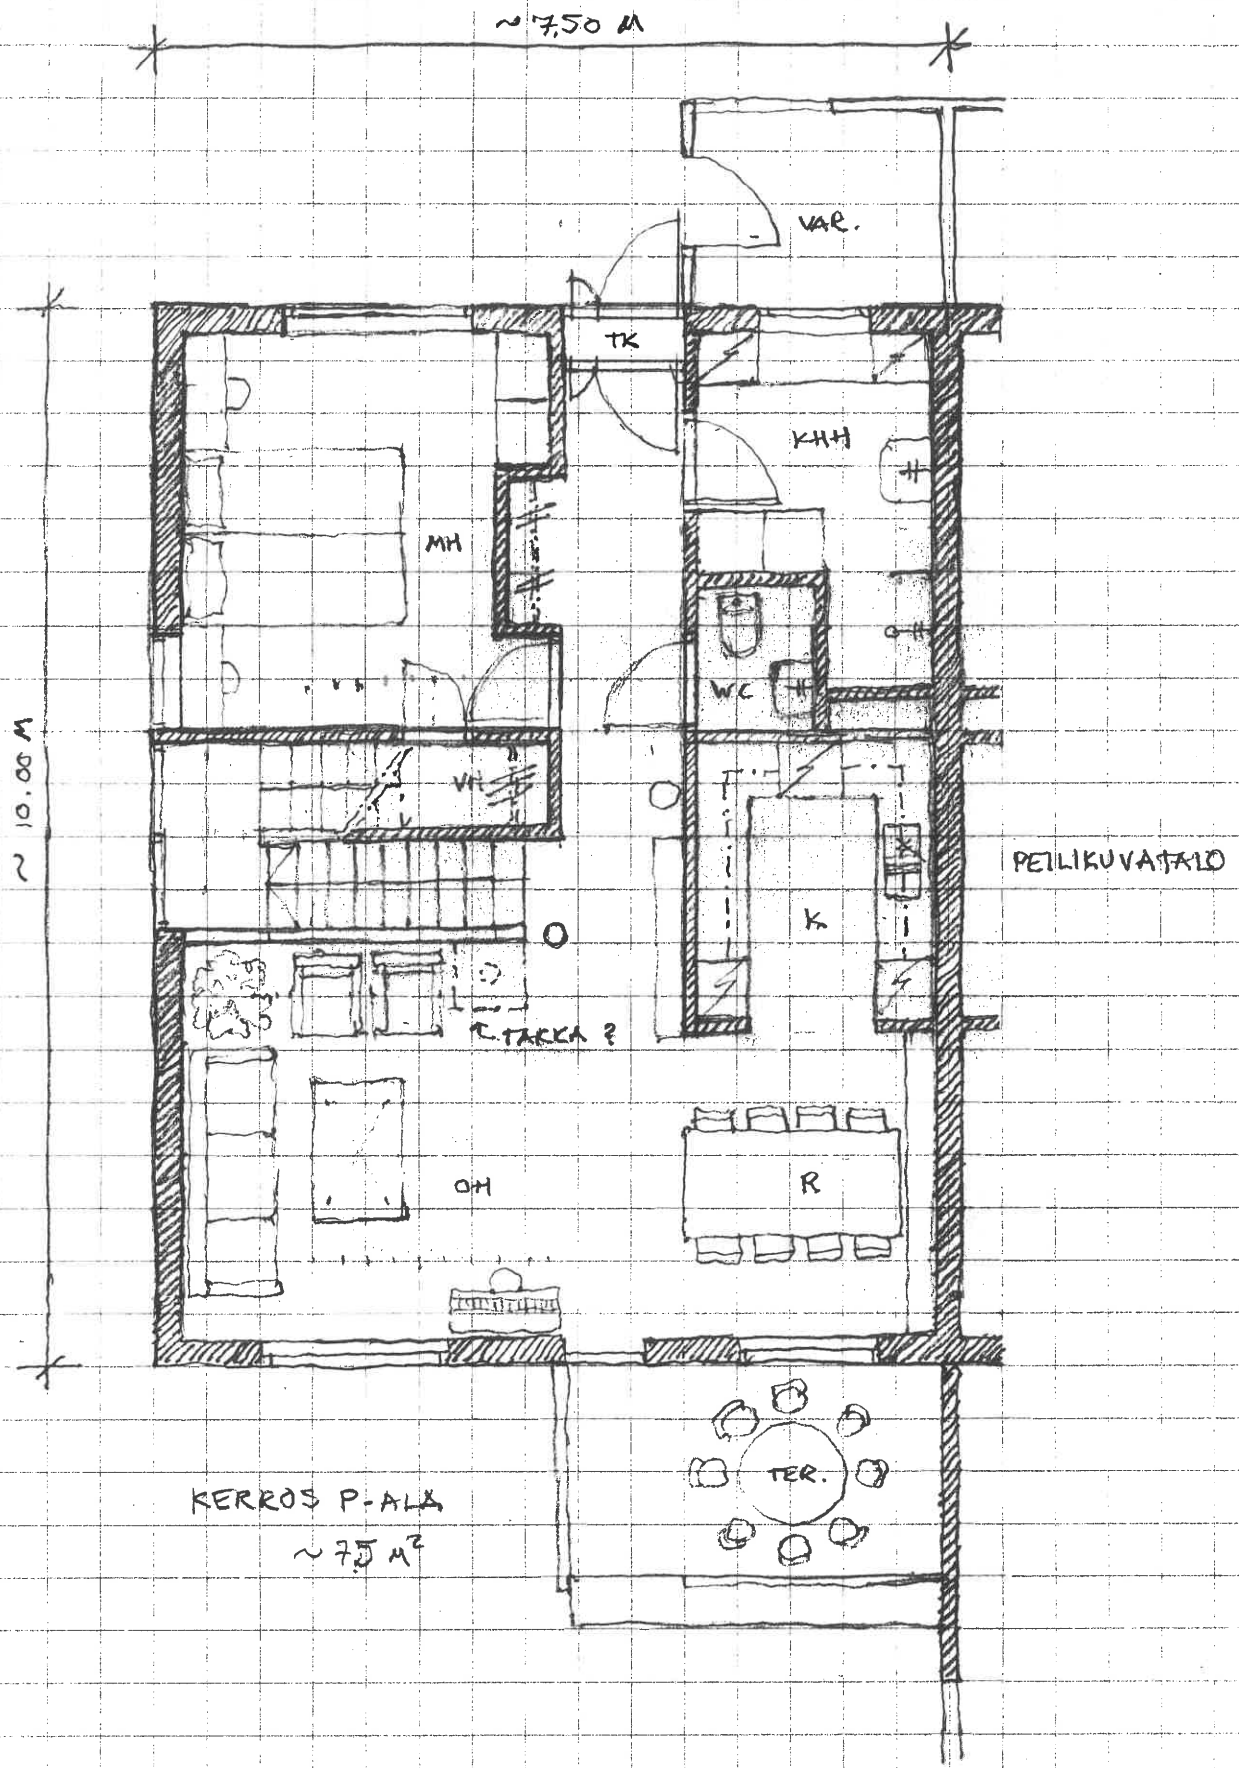 ~ 7,50 M
VAR.
TK
KHH
MH
WC
VH
~ 10.00 M
PEILIKUVATALO
K
TAKKA ?
OH
R
TER.
KERROS P-ALA
~ 75 M²